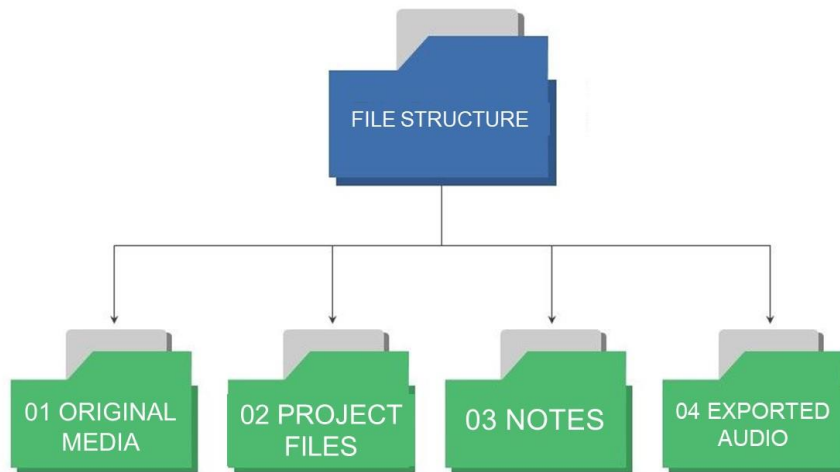 FILE STRUCTURE
01 ORIGINAL
MEDIA
02 PROJECT
FILES
03 NOTES
04 EXPORTED
AUDIO